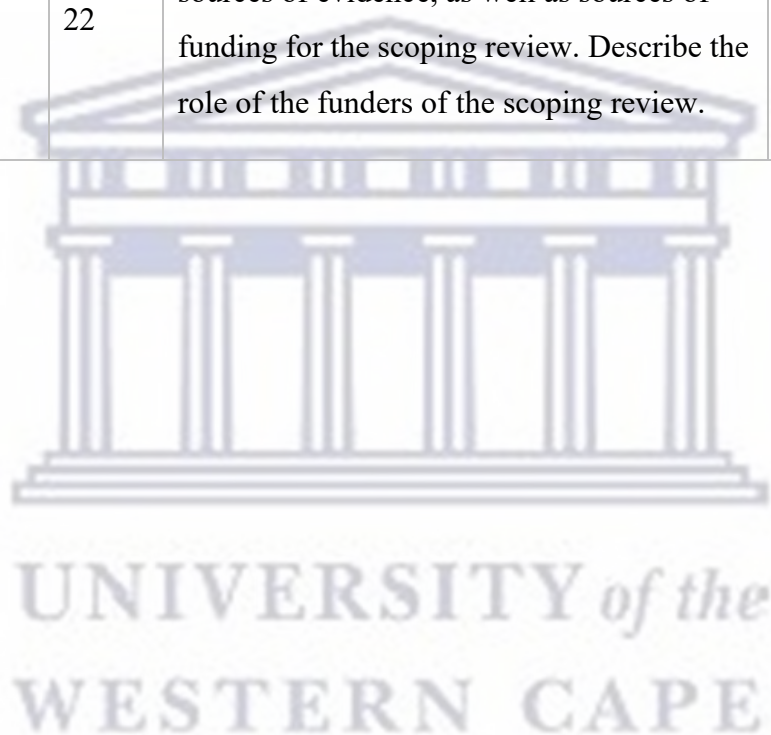 22
sources of evidence, as well as sources of
funding for the scoping review. Describe the
role of the funders of the scoping review.
UNIVERSITY of the
WESTERN CAPE